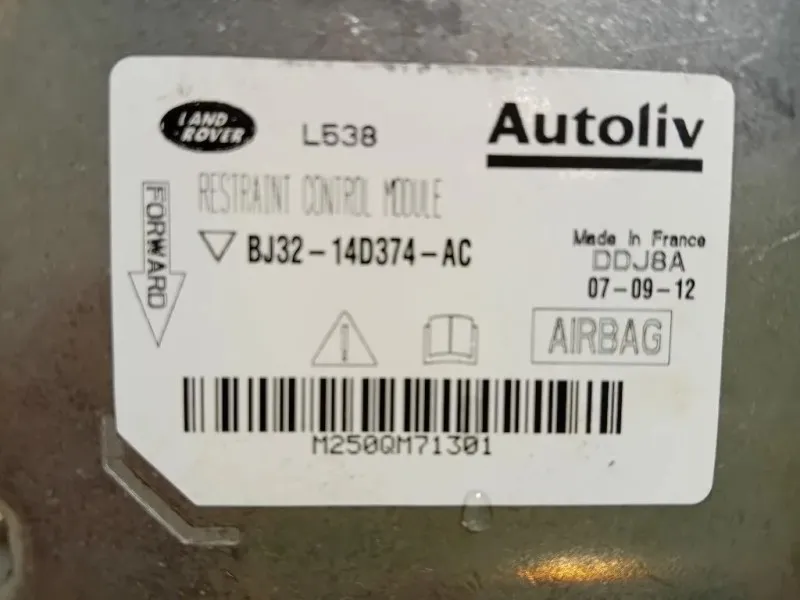 LAND
ROVER
L538
Autoliv
RESTRAINT CONTROL MODULE
FORWARD
BJ32-14D374-AC
Made In France
DDJ8A
07-09-12
AIRBAG
M250QM71301